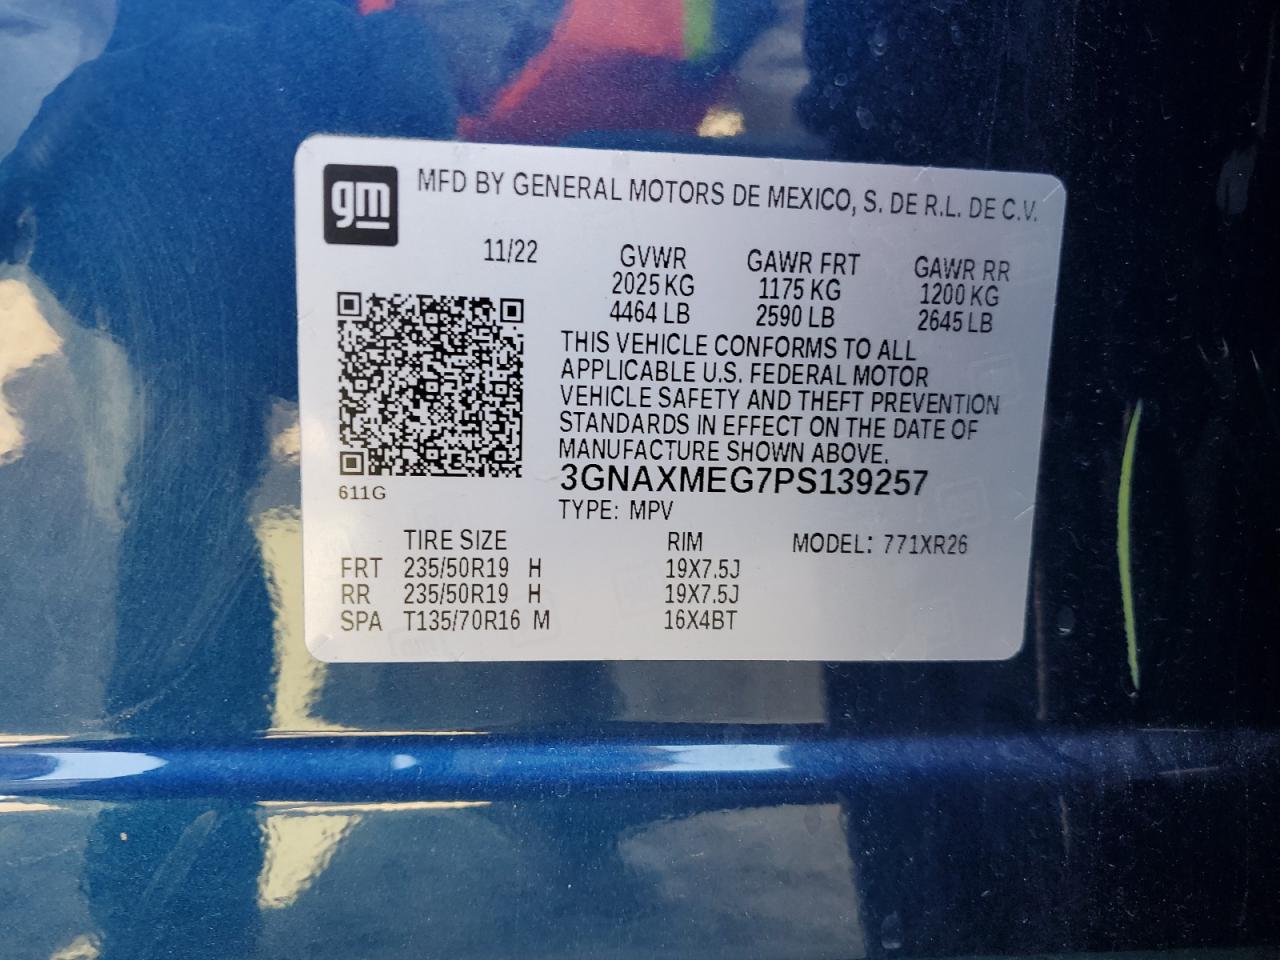 gm
MFD BY GENERAL MOTORS DE MEXICO, S. DE R.L. DE C.V.
11/22 GVWR GAWR FRT GAWR RR
2025 KG 1175 KG 1200 KG
4464 LB 2590 LB 2645 LB
THIS VEHICLE CONFORMS TO ALL
APPLICABLE U.S. FEDERAL MOTOR
VEHICLE SAFETY AND THEFT PREVENTION
STANDARDS IN EFFECT ON THE DATE OF
MANUFACTURE SHOWN ABOVE.
3GNAXMEG7PS139257
611G
TYPE: MPV
TIRE SIZE RIM MODEL: 771XR26
FRT 235/50R19 H 19X7.5J
RR 235/50R19 H 19X7.5J
SPA T135/70R16 M 16X4BT